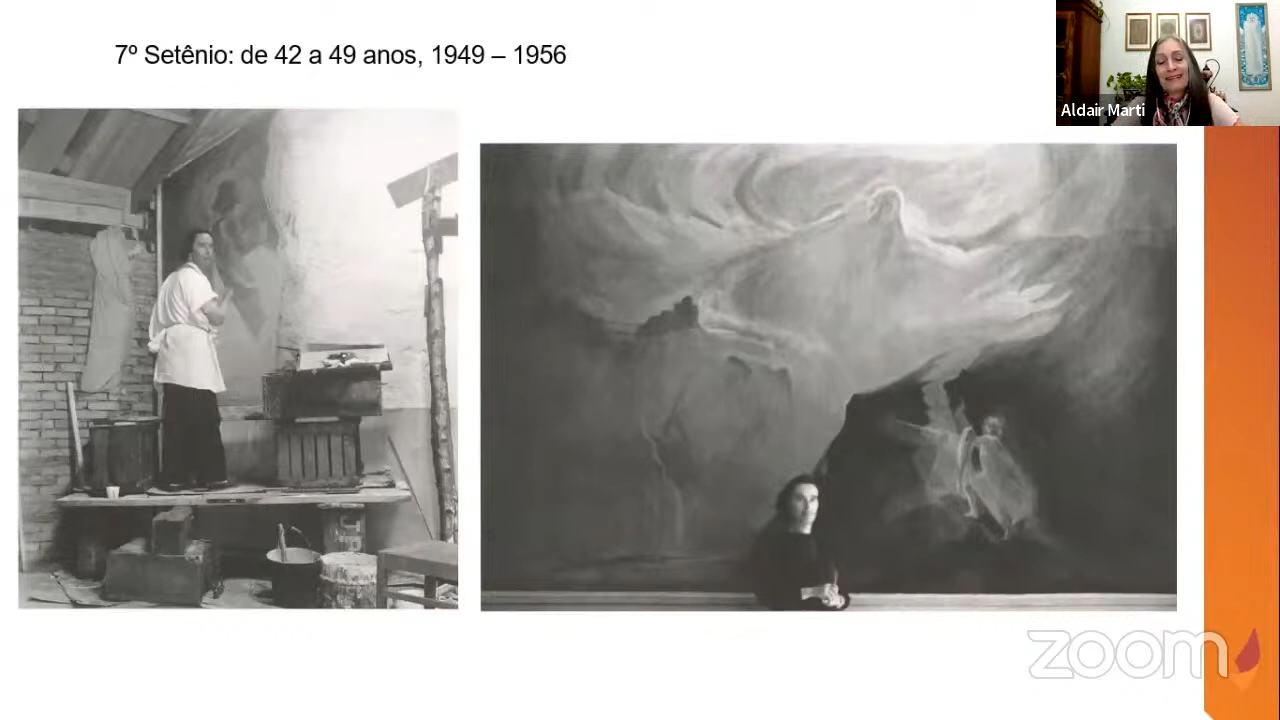 7º Setênio: de 42 a 49 anos, 1949 – 1956
Aldair Marti
zoom